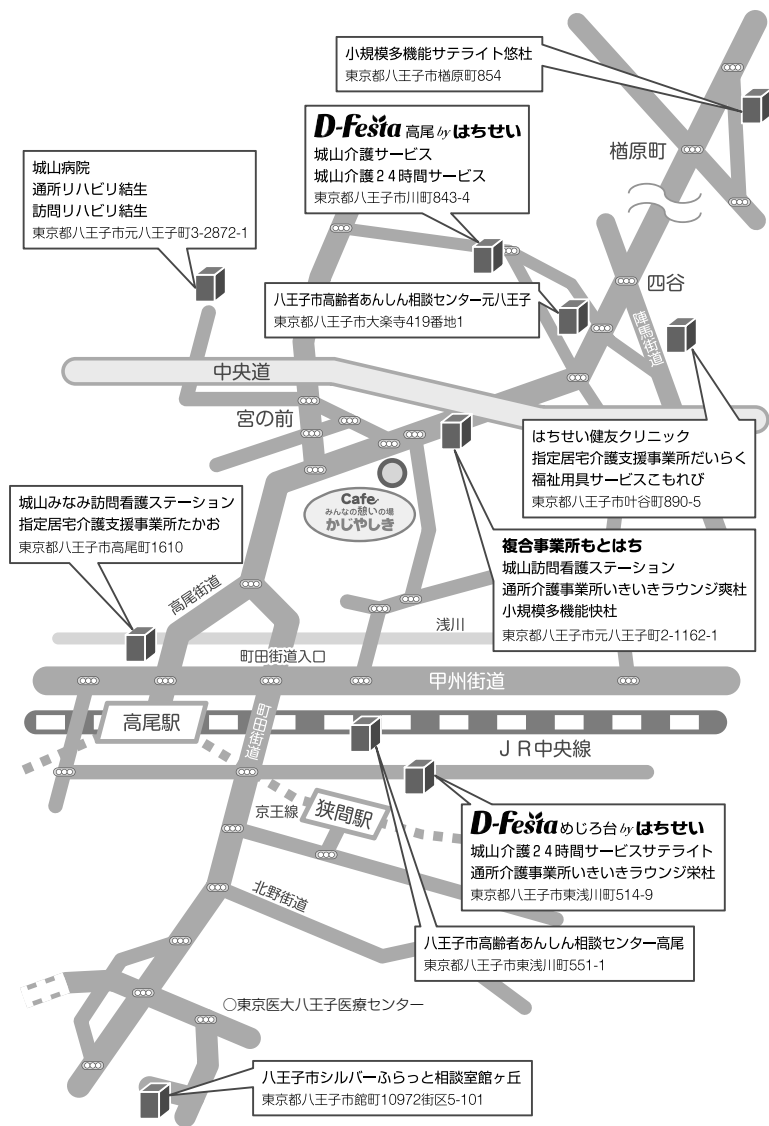 小規模多機能サテライト悠杜
東京都八王子市楢原町854
D-Festa 高尾 by はちせい
城山介護サービス
城山介護24時間サービス
東京都八王子市川町843-4
楢原町
城山病院
通所リハビリ結生
訪問リハビリ結生
東京都八王子市元八王子町3-2872-1
四谷
八王子市高齢者あんしん相談センター元八王子
東京都八王子市大楽寺419番地1
陣馬街道
中央道
宮の前
はちせい健友クリニック
指定居宅介護支援事業所だいらく
福祉用具サービスこもれび
東京都八王子市叶谷890-5
Cafe
みんなの憩いの場
かじやしき
城山みなみ訪問看護ステーション
指定居宅介護支援事業所たかお
東京都八王子市高尾町1610
複合事業所もとはち
城山訪問看護ステーション
通所介護事業所いきいきラウンジ爽杜
小規模多機能快杜
東京都八王子市元八王子町2-1162-1
高尾街道
浅川
町田街道入口
甲州街道
高尾駅
町田街道
JR中央線
京王線
狭間駅
D-Festa めじろ台 by はちせい
城山介護24時間サービスサテライト
通所介護事業所いきいきラウンジ栄杜
東京都八王子市東浅川町514-9
北野街道
八王子市高齢者あんしん相談センター高尾
東京都八王子市東浅川町551-1
○東京医大八王子医療センター
八王子市シルバーふらっと相談室館ヶ丘
東京都八王子市館町10972街区5-101